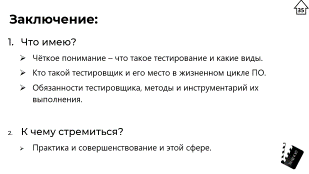 35
Заключение:
1. Что имею?
➢ Чёткое понимание – что такое тестирование и какие виды.
➢ Кто такой тестировщик и его место в жизненном цикле ПО.
➢ Обязанности тестировщика, методы и инструментарий их
выполнения.
2. К чему стремиться?
➢ Практика и совершенствование и этой сфере.